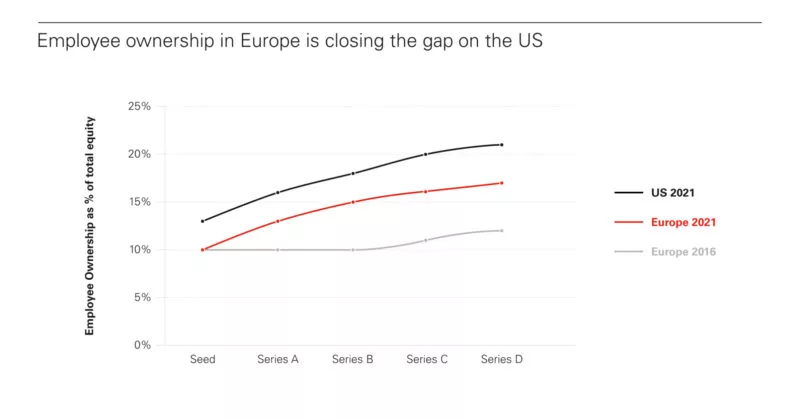 Employee ownership in Europe is closing the gap on the US
Employee Ownership as % of total equity
25%
20%
15%
10%
5%
0%
Seed
Series A
Series B
Series C
Series D
US 2021
Europe 2021
Europe 2016